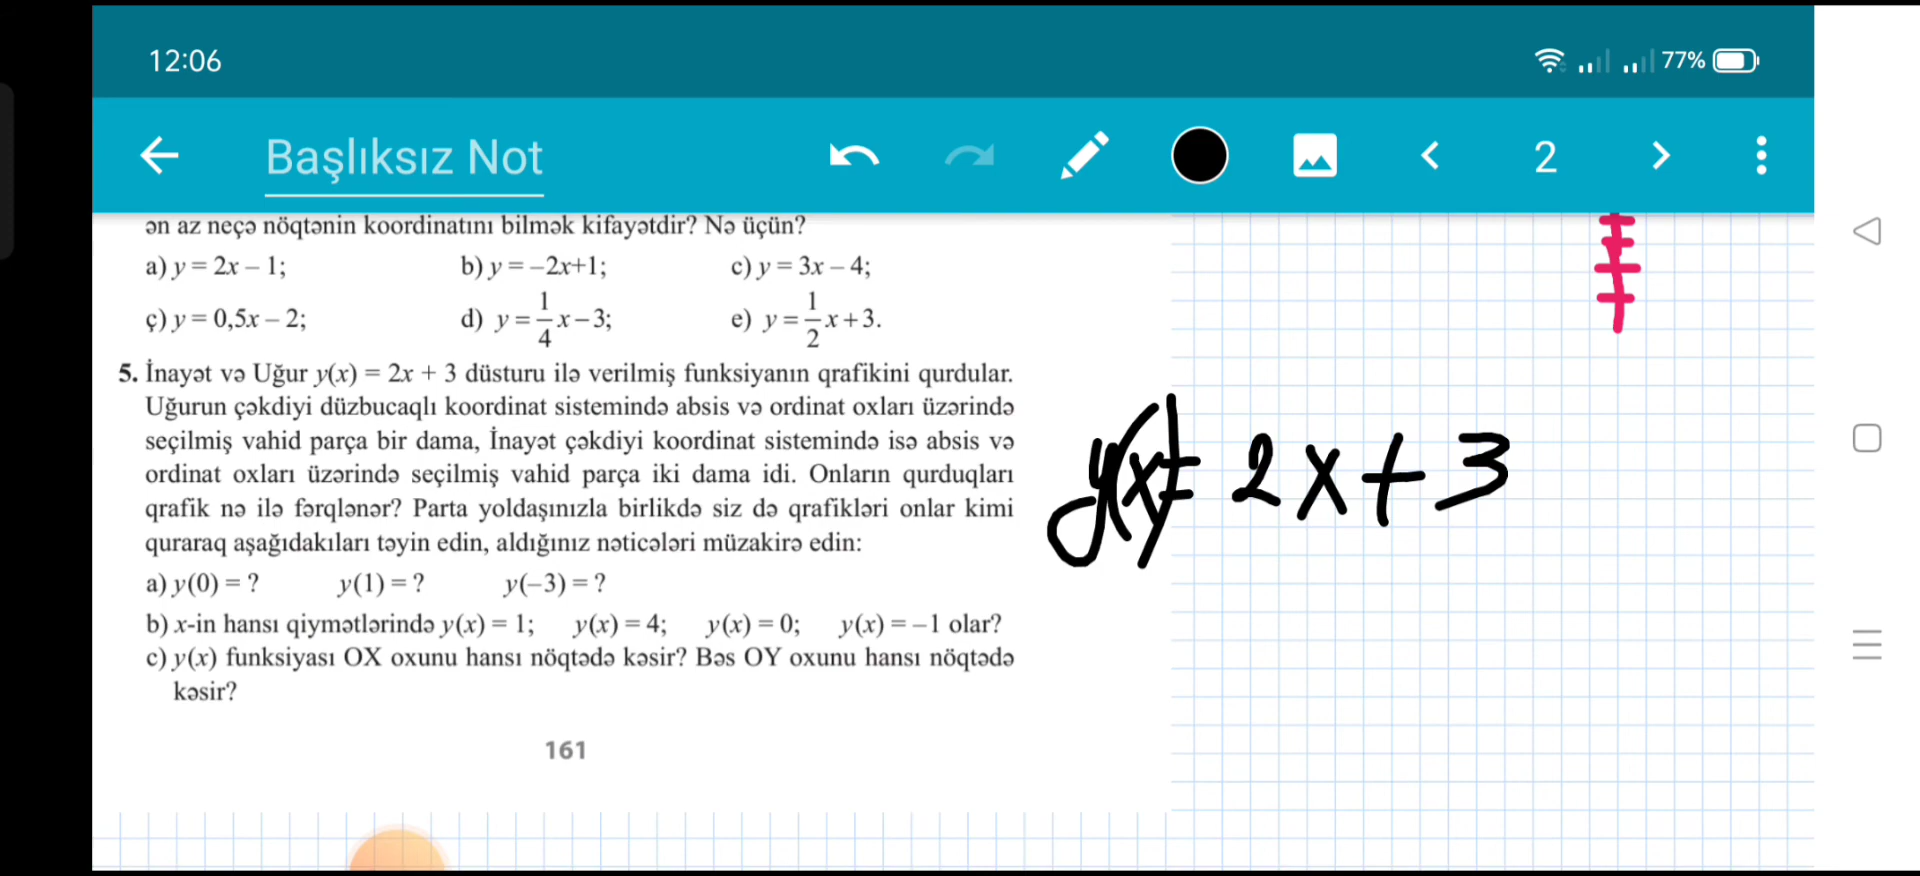 12:06
77%
Başlıksız Not
2
ən az neçə nöqtənin koordinatını bilmək kifayətdir? Nə üçün?
a) y = 2x – 1; b) y = –2x+1; c) y = 3x – 4;
ç) y = 0,5x – 2; d) y = 1/4 x – 3; e) y = 1/2 x + 3.
5. İnayət və Uğur y(x) = 2x + 3 düsturu ilə verilmiş funksiyanın qrafikini qurdular.
Uğurun çəkdiyi düzbucaqlı koordinat sistemində absis və ordinat oxları üzərində
seçilmiş vahid parça bir dama, İnayət çəkdiyi koordinat sistemində isə absis və
ordinat oxları üzərində seçilmiş vahid parça iki dama idi. Onların qurduqları
qrafik nə ilə fərqlənər? Parta yoldaşınızla birlikdə siz də qrafikləri onlar kimi
quraraq aşağıdakıları təyin edin, aldığınız nəticələri müzakirə edin:
a) y(0) = ? y(1) = ? y(–3) = ?
b) x-in hansı qiymətlərində y(x) = 1; y(x) = 4; y(x) = 0; y(x) = –1 olar?
c) y(x) funksiyası OX oxunu hansı nöqtədə kəsir? Bəs OY oxunu hansı nöqtədə
kəsir?
161
y(x) = 2x + 3